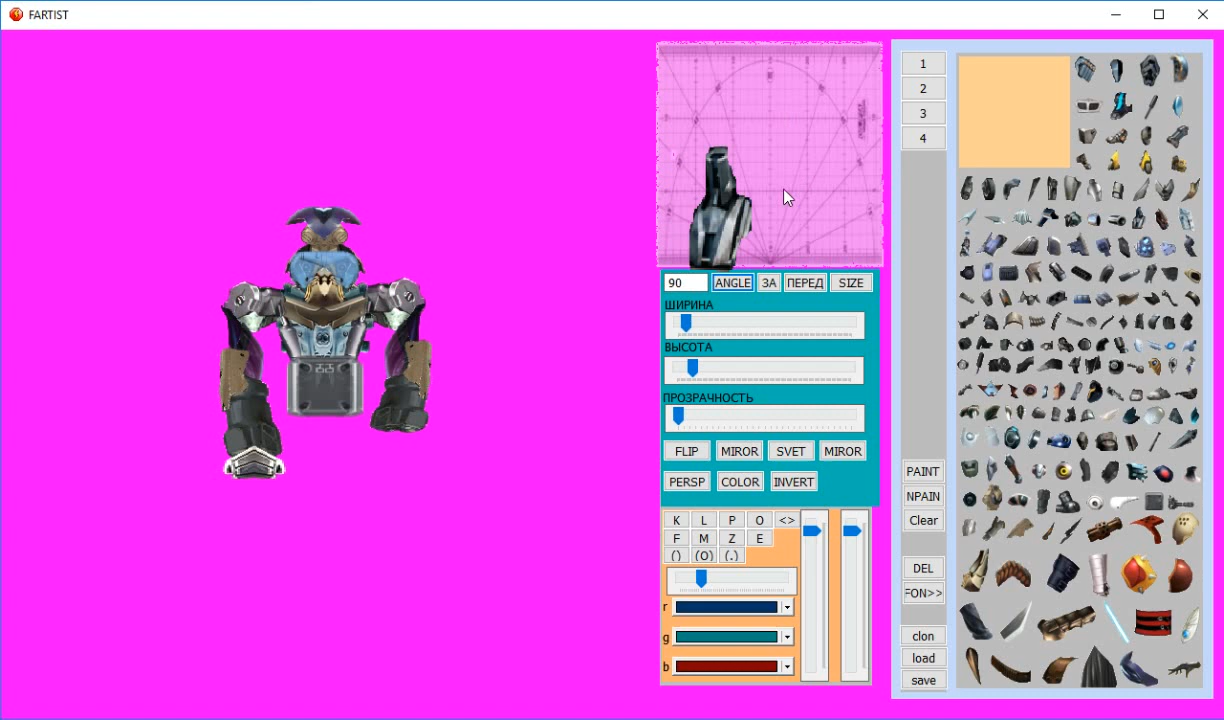 FARTIST
1
2
3
4
90 ANGLE ЗА ПЕРЕД SIZE
ШИРИНА
ВЫСОТА
ПРОЗРАЧНОСТЬ
FLIP MIROR SVET MIROR
PERSP COLOR INVERT
K L P O <>
F M Z E
() (O) (.)
r
g
b
PAINT
NPAIN
Clear
DEL
FON>>
clon
load
save